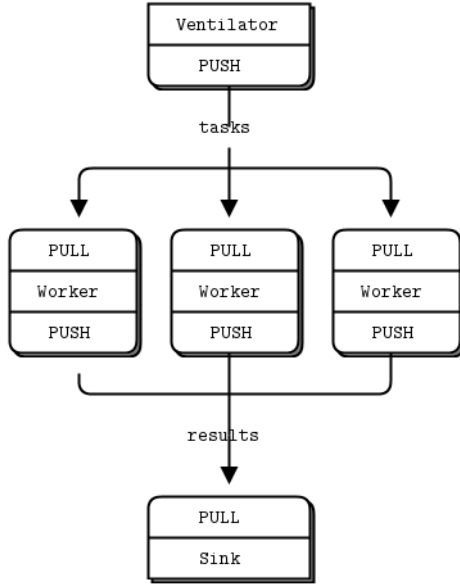 Ventilator
PUSH
tasks
PULL PULL PULL
Worker Worker Worker
PUSH PUSH PUSH
results
PULL
Sink